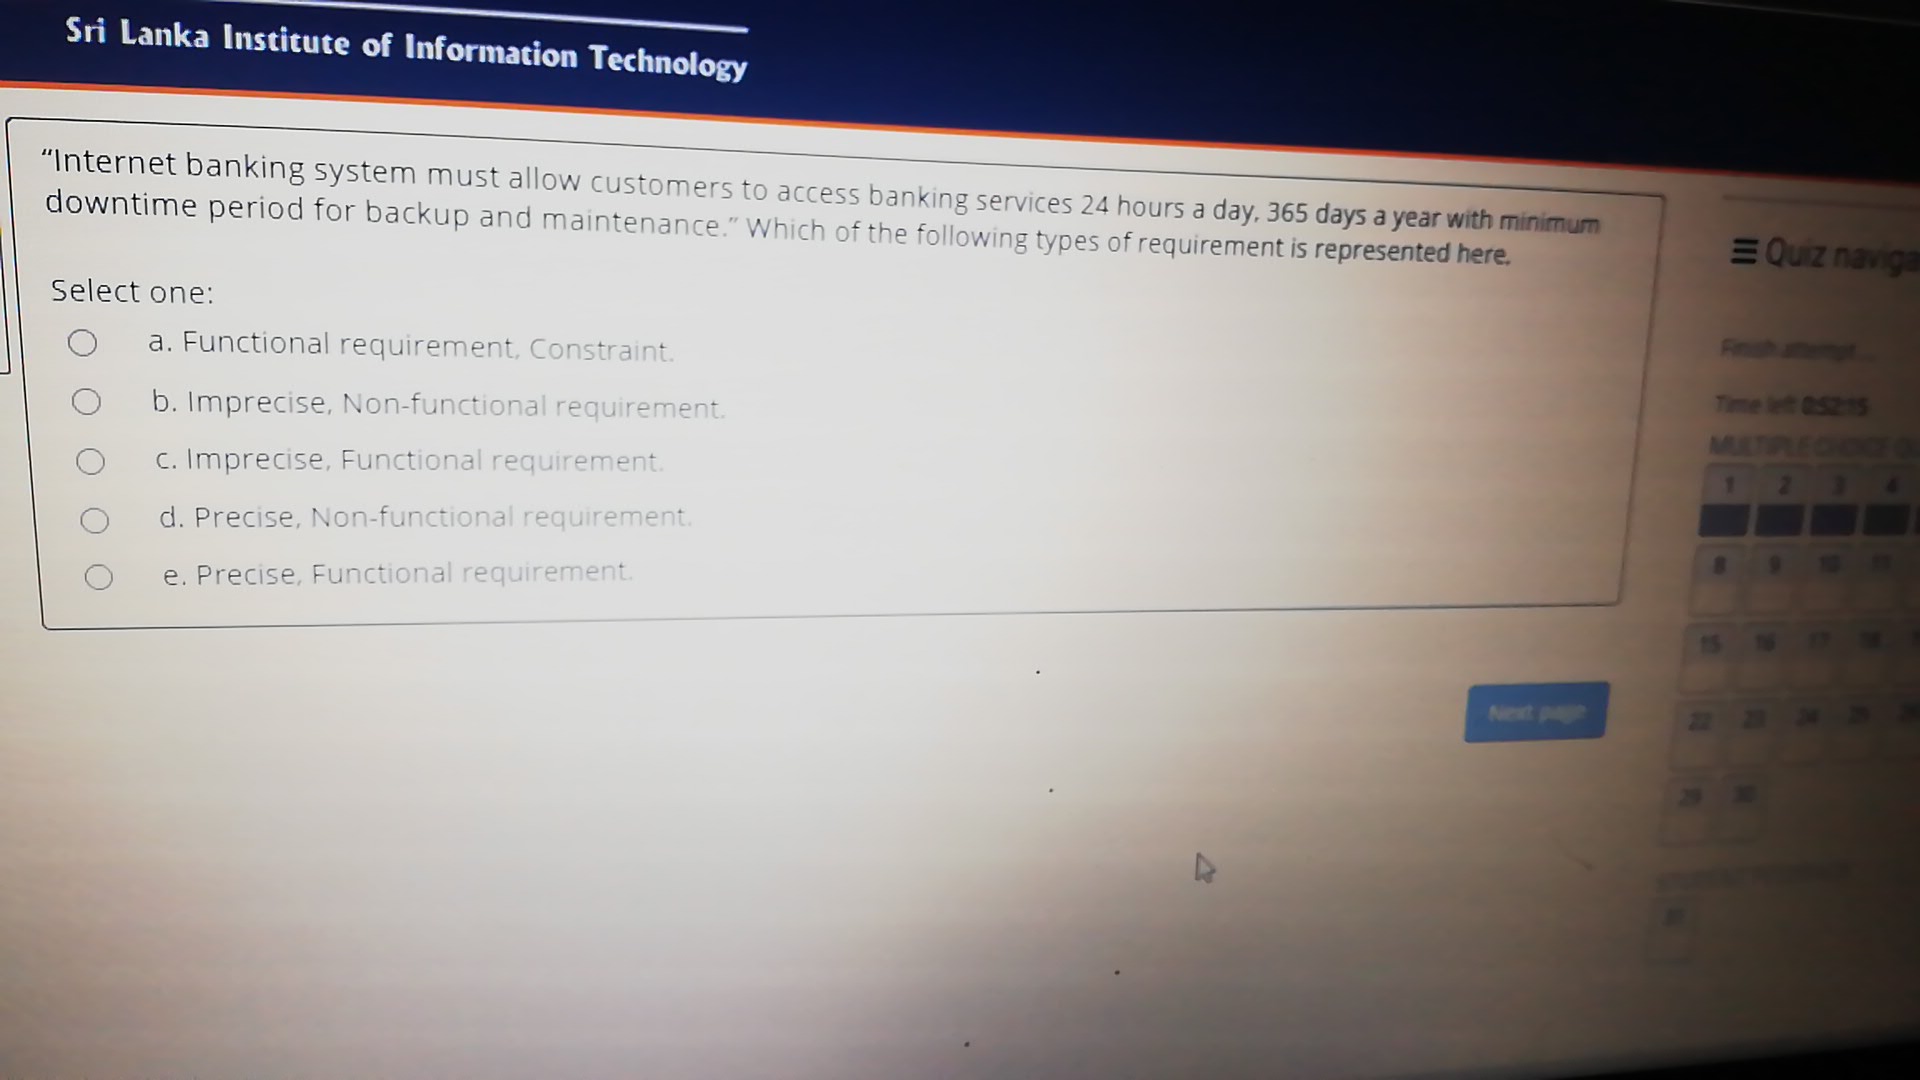 Sri Lanka Institute of Information Technology
“Internet banking system must allow customers to access banking services 24 hours a day, 365 days a year with minimum
downtime period for backup and maintenance.” Which of the following types of requirement is represented here.
Select one:
a. Functional requirement, Constraint.
b. Imprecise, Non-functional requirement.
c. Imprecise, Functional requirement.
d. Precise, Non-functional requirement.
e. Precise, Functional requirement.
Next page
Quiz naviga
Finish attempt ...
Time left 0:52:15
MULTIPLE CHOICE QU
1 2 3 4
8 9 10 11
15 16 17 18
22 23 24 25 26
29 30